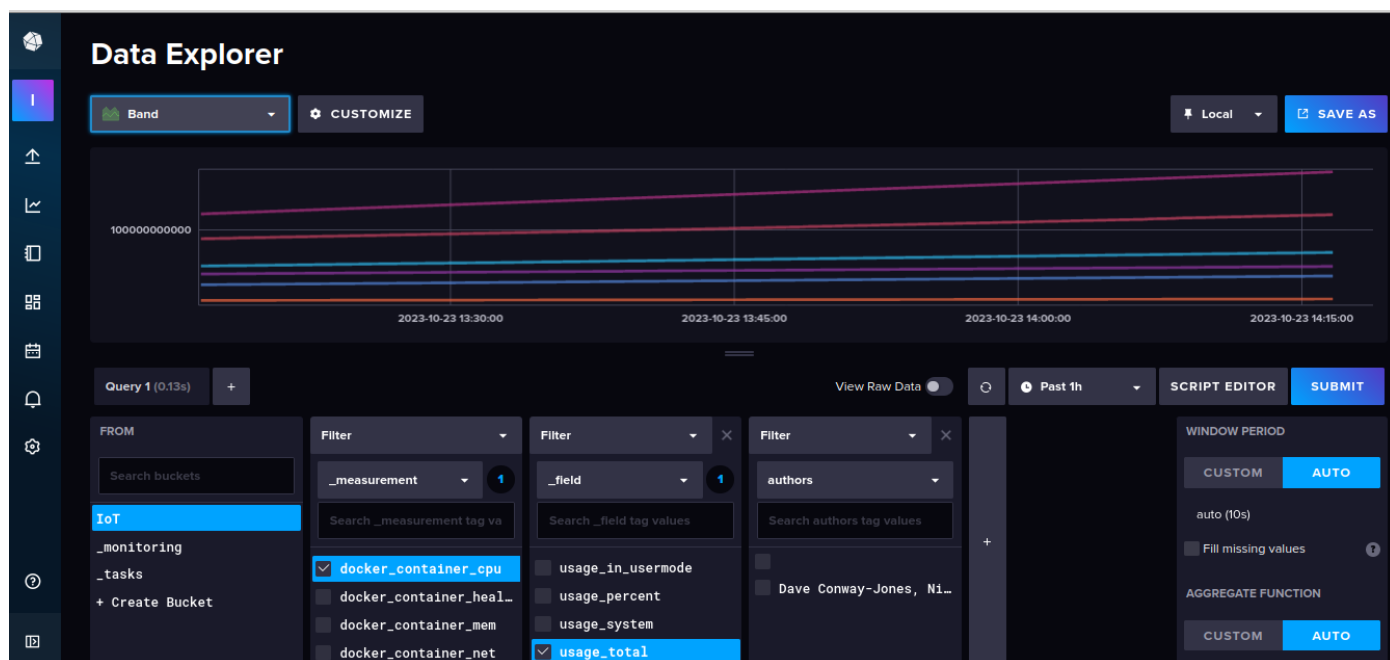 Data Explorer
I
Band
CUSTOMIZE
Local
SAVE AS
100000000000
2023-10-23 13:30:00
2023-10-23 13:45:00
2023-10-23 14:00:00
2023-10-23 14:15:00
Query 1 (0.13s)
+
View Raw Data
Past 1h
SCRIPT EDITOR
SUBMIT
FROM
Search buckets
IoT
_monitoring
_tasks
+ Create Bucket
Filter
_measurement
1
Search _measurement tag va
docker_container_cpu
docker_container_heal…
docker_container_mem
docker_container_net
Filter
_field
1
Search _field tag values
usage_in_usermode
usage_percent
usage_system
usage_total
Filter
authors
Search authors tag values
Dave Conway-Jones, Ni…
+
WINDOW PERIOD
CUSTOM
AUTO
auto (10s)
Fill missing values
?
AGGREGATE FUNCTION
CUSTOM
AUTO